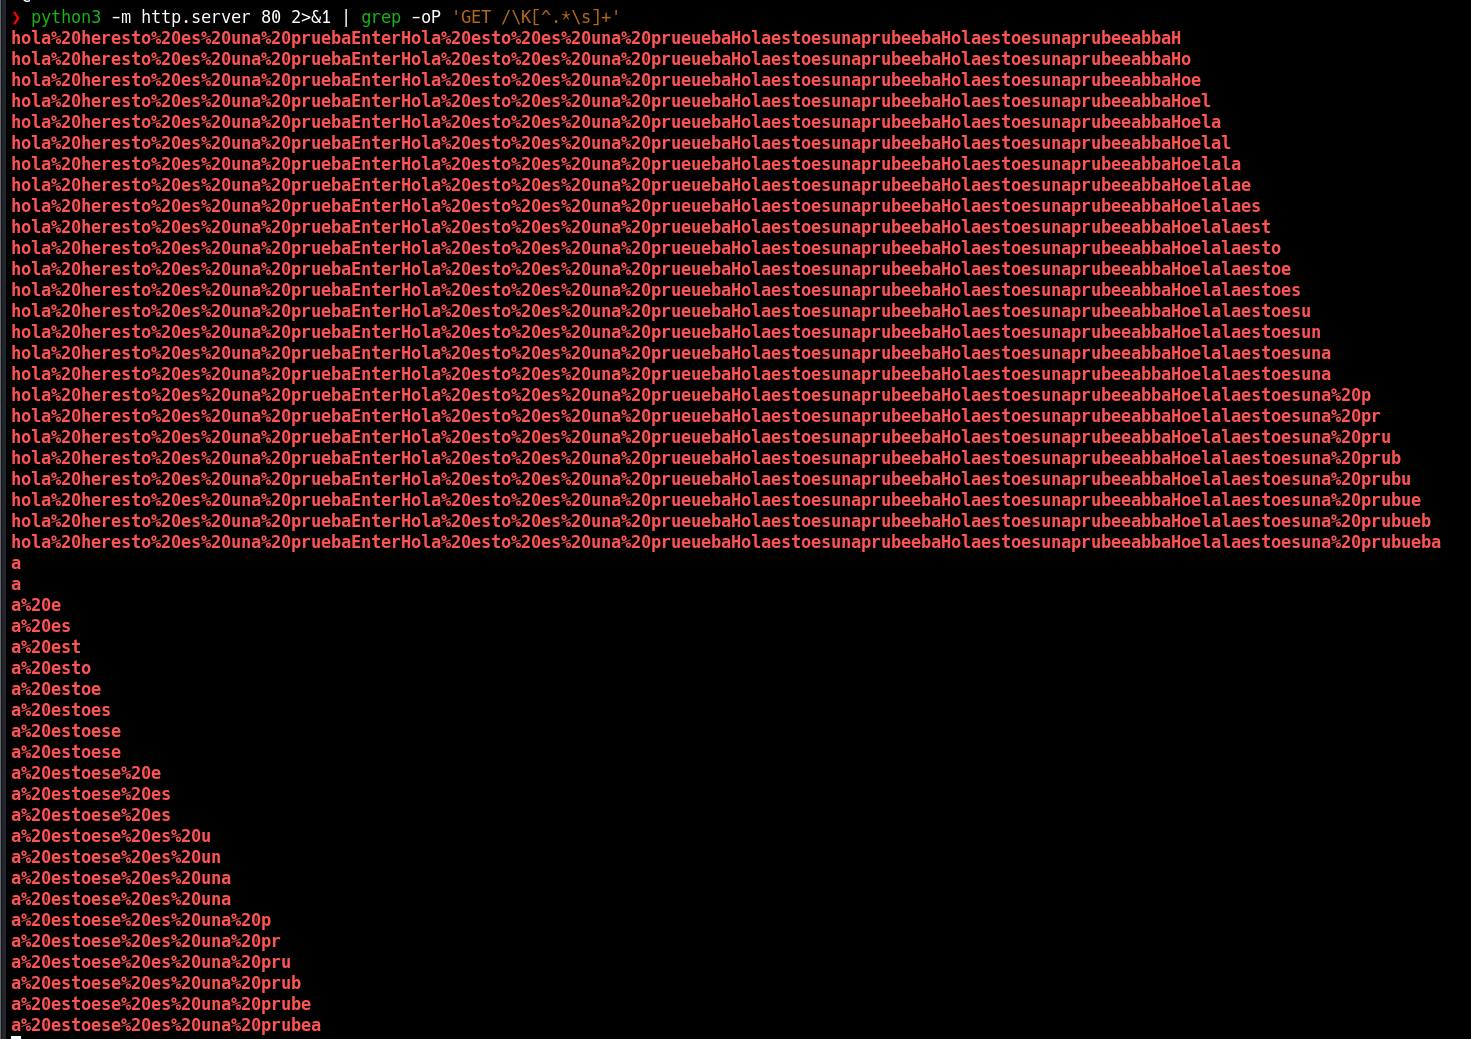 ❯ python3 -m http.server 80 2>&1 | grep -oP 'GET /\K[^.*\s]+'
hola%20heresto%20es%20una%20pruebaEnterHola%20esto%20es%20una%20prueuebaHolaestoesunaprubeebaHolaestoesunaprubeeabbaH
hola%20heresto%20es%20una%20pruebaEnterHola%20esto%20es%20una%20prueuebaHolaestoesunaprubeebaHolaestoesunaprubeeabbaHo
hola%20heresto%20es%20una%20pruebaEnterHola%20esto%20es%20una%20prueuebaHolaestoesunaprubeebaHolaestoesunaprubeeabbaHoe
hola%20heresto%20es%20una%20pruebaEnterHola%20esto%20es%20una%20prueuebaHolaestoesunaprubeebaHolaestoesunaprubeeabbaHoel
hola%20heresto%20es%20una%20pruebaEnterHola%20esto%20es%20una%20prueuebaHolaestoesunaprubeebaHolaestoesunaprubeeabbaHoela
hola%20heresto%20es%20una%20pruebaEnterHola%20esto%20es%20una%20prueuebaHolaestoesunaprubeebaHolaestoesunaprubeeabbaHoelal
hola%20heresto%20es%20una%20pruebaEnterHola%20esto%20es%20una%20prueuebaHolaestoesunaprubeebaHolaestoesunaprubeeabbaHoelala
hola%20heresto%20es%20una%20pruebaEnterHola%20esto%20es%20una%20prueuebaHolaestoesunaprubeebaHolaestoesunaprubeeabbaHoelalae
hola%20heresto%20es%20una%20pruebaEnterHola%20esto%20es%20una%20prueuebaHolaestoesunaprubeebaHolaestoesunaprubeeabbaHoelalaes
hola%20heresto%20es%20una%20pruebaEnterHola%20esto%20es%20una%20prueuebaHolaestoesunaprubeebaHolaestoesunaprubeeabbaHoelalaest
hola%20heresto%20es%20una%20pruebaEnterHola%20esto%20es%20una%20prueuebaHolaestoesunaprubeebaHolaestoesunaprubeeabbaHoelalaesto
hola%20heresto%20es%20una%20pruebaEnterHola%20esto%20es%20una%20prueuebaHolaestoesunaprubeebaHolaestoesunaprubeeabbaHoelalaestoe
hola%20heresto%20es%20una%20pruebaEnterHola%20esto%20es%20una%20prueuebaHolaestoesunaprubeebaHolaestoesunaprubeeabbaHoelalaestoes
hola%20heresto%20es%20una%20pruebaEnterHola%20esto%20es%20una%20prueuebaHolaestoesunaprubeebaHolaestoesunaprubeeabbaHoelalaestoesu
hola%20heresto%20es%20una%20pruebaEnterHola%20esto%20es%20una%20prueuebaHolaestoesunaprubeebaHolaestoesunaprubeeabbaHoelalaestoesun
hola%20heresto%20es%20una%20pruebaEnterHola%20esto%20es%20una%20prueuebaHolaestoesunaprubeebaHolaestoesunaprubeeabbaHoelalaestoesuna
hola%20heresto%20es%20una%20pruebaEnterHola%20esto%20es%20una%20prueuebaHolaestoesunaprubeebaHolaestoesunaprubeeabbaHoelalaestoesuna
hola%20heresto%20es%20una%20pruebaEnterHola%20esto%20es%20una%20prueuebaHolaestoesunaprubeebaHolaestoesunaprubeeabbaHoelalaestoesuna%20p
hola%20heresto%20es%20una%20pruebaEnterHola%20esto%20es%20una%20prueuebaHolaestoesunaprubeebaHolaestoesunaprubeeabbaHoelalaestoesuna%20pr
hola%20heresto%20es%20una%20pruebaEnterHola%20esto%20es%20una%20prueuebaHolaestoesunaprubeebaHolaestoesunaprubeeabbaHoelalaestoesuna%20pru
hola%20heresto%20es%20una%20pruebaEnterHola%20esto%20es%20una%20prueuebaHolaestoesunaprubeebaHolaestoesunaprubeeabbaHoelalaestoesuna%20prub
hola%20heresto%20es%20una%20pruebaEnterHola%20esto%20es%20una%20prueuebaHolaestoesunaprubeebaHolaestoesunaprubeeabbaHoelalaestoesuna%20prubu
hola%20heresto%20es%20una%20pruebaEnterHola%20esto%20es%20una%20prueuebaHolaestoesunaprubeebaHolaestoesunaprubeeabbaHoelalaestoesuna%20prubue
hola%20heresto%20es%20una%20pruebaEnterHola%20esto%20es%20una%20prueuebaHolaestoesunaprubeebaHolaestoesunaprubeeabbaHoelalaestoesuna%20prubueb
hola%20heresto%20es%20una%20pruebaEnterHola%20esto%20es%20una%20prueuebaHolaestoesunaprubeebaHolaestoesunaprubeeabbaHoelalaestoesuna%20prubueba
a
a
a%20e
a%20es
a%20est
a%20esto
a%20estoe
a%20estoes
a%20estoese
a%20estoese
a%20estoese%20e
a%20estoese%20es
a%20estoese%20es
a%20estoese%20es%20u
a%20estoese%20es%20un
a%20estoese%20es%20una
a%20estoese%20es%20una
a%20estoese%20es%20una%20p
a%20estoese%20es%20una%20pr
a%20estoese%20es%20una%20pru
a%20estoese%20es%20una%20prub
a%20estoese%20es%20una%20prube
a%20estoese%20es%20una%20prubea